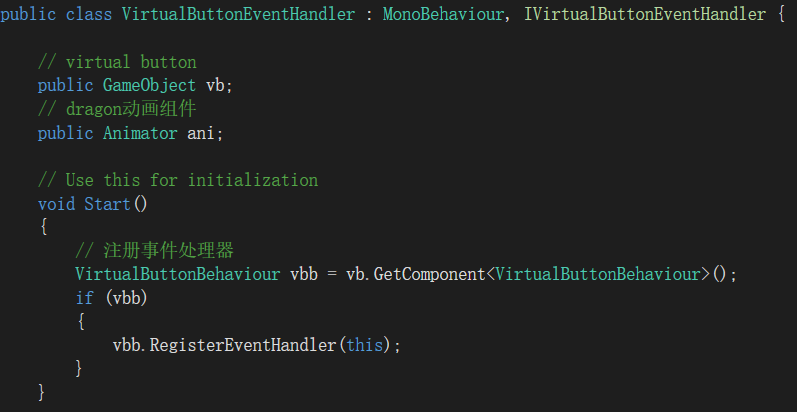 public class VirtualButtonEventHandler : MonoBehaviour, IVirtualButtonEventHandler {
// virtual button
public GameObject vb;
// dragon动画组件
public Animator ani;
// Use this for initialization
void Start()
{
// 注册事件处理器
VirtualButtonBehaviour vbb = vb.GetComponent<VirtualButtonBehaviour>();
if (vbb)
{
vbb.RegisterEventHandler(this);
}
}